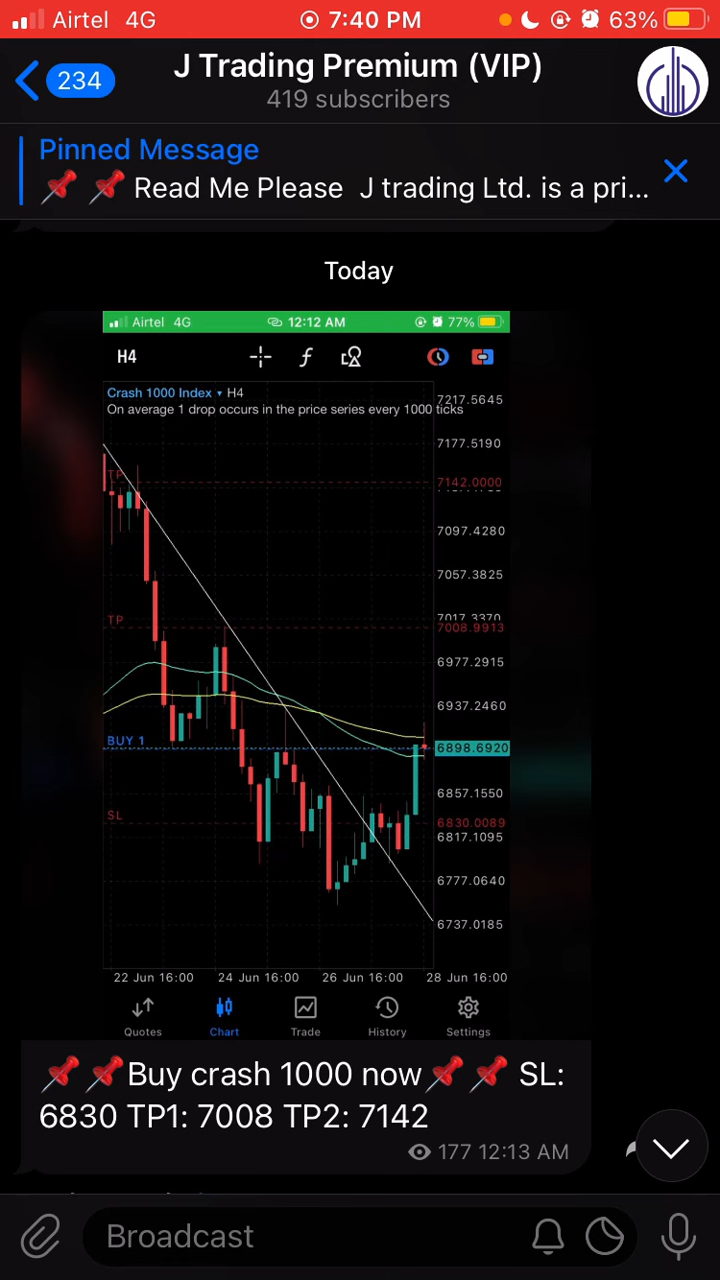 Airtel 4G 7:40 PM 63%
234 J Trading Premium (VIP)
419 subscribers
Pinned Message
📌 📌 Read Me Please J trading Ltd. is a pri...
Today
Airtel 4G 12:12 AM 77%
H4
Crash 1000 Index ▾ H4
On average 1 drop occurs in the price series every 1000 ticks
7217.5645
7177.5190
TP 7142.0000
7097.4280
7057.3825
7017.3370
TP 7008.9913
6977.2915
6937.2460
BUY 1 6898.6920
6857.1550
SL 6830.0089
6817.1095
6777.0640
6737.0185
22 Jun 16:00 24 Jun 16:00 26 Jun 16:00 28 Jun 16:00
Quotes Chart Trade History Settings
📌📌Buy crash 1000 now📌📌 SL:
6830 TP1: 7008 TP2: 7142
177 12:13 AM
Broadcast